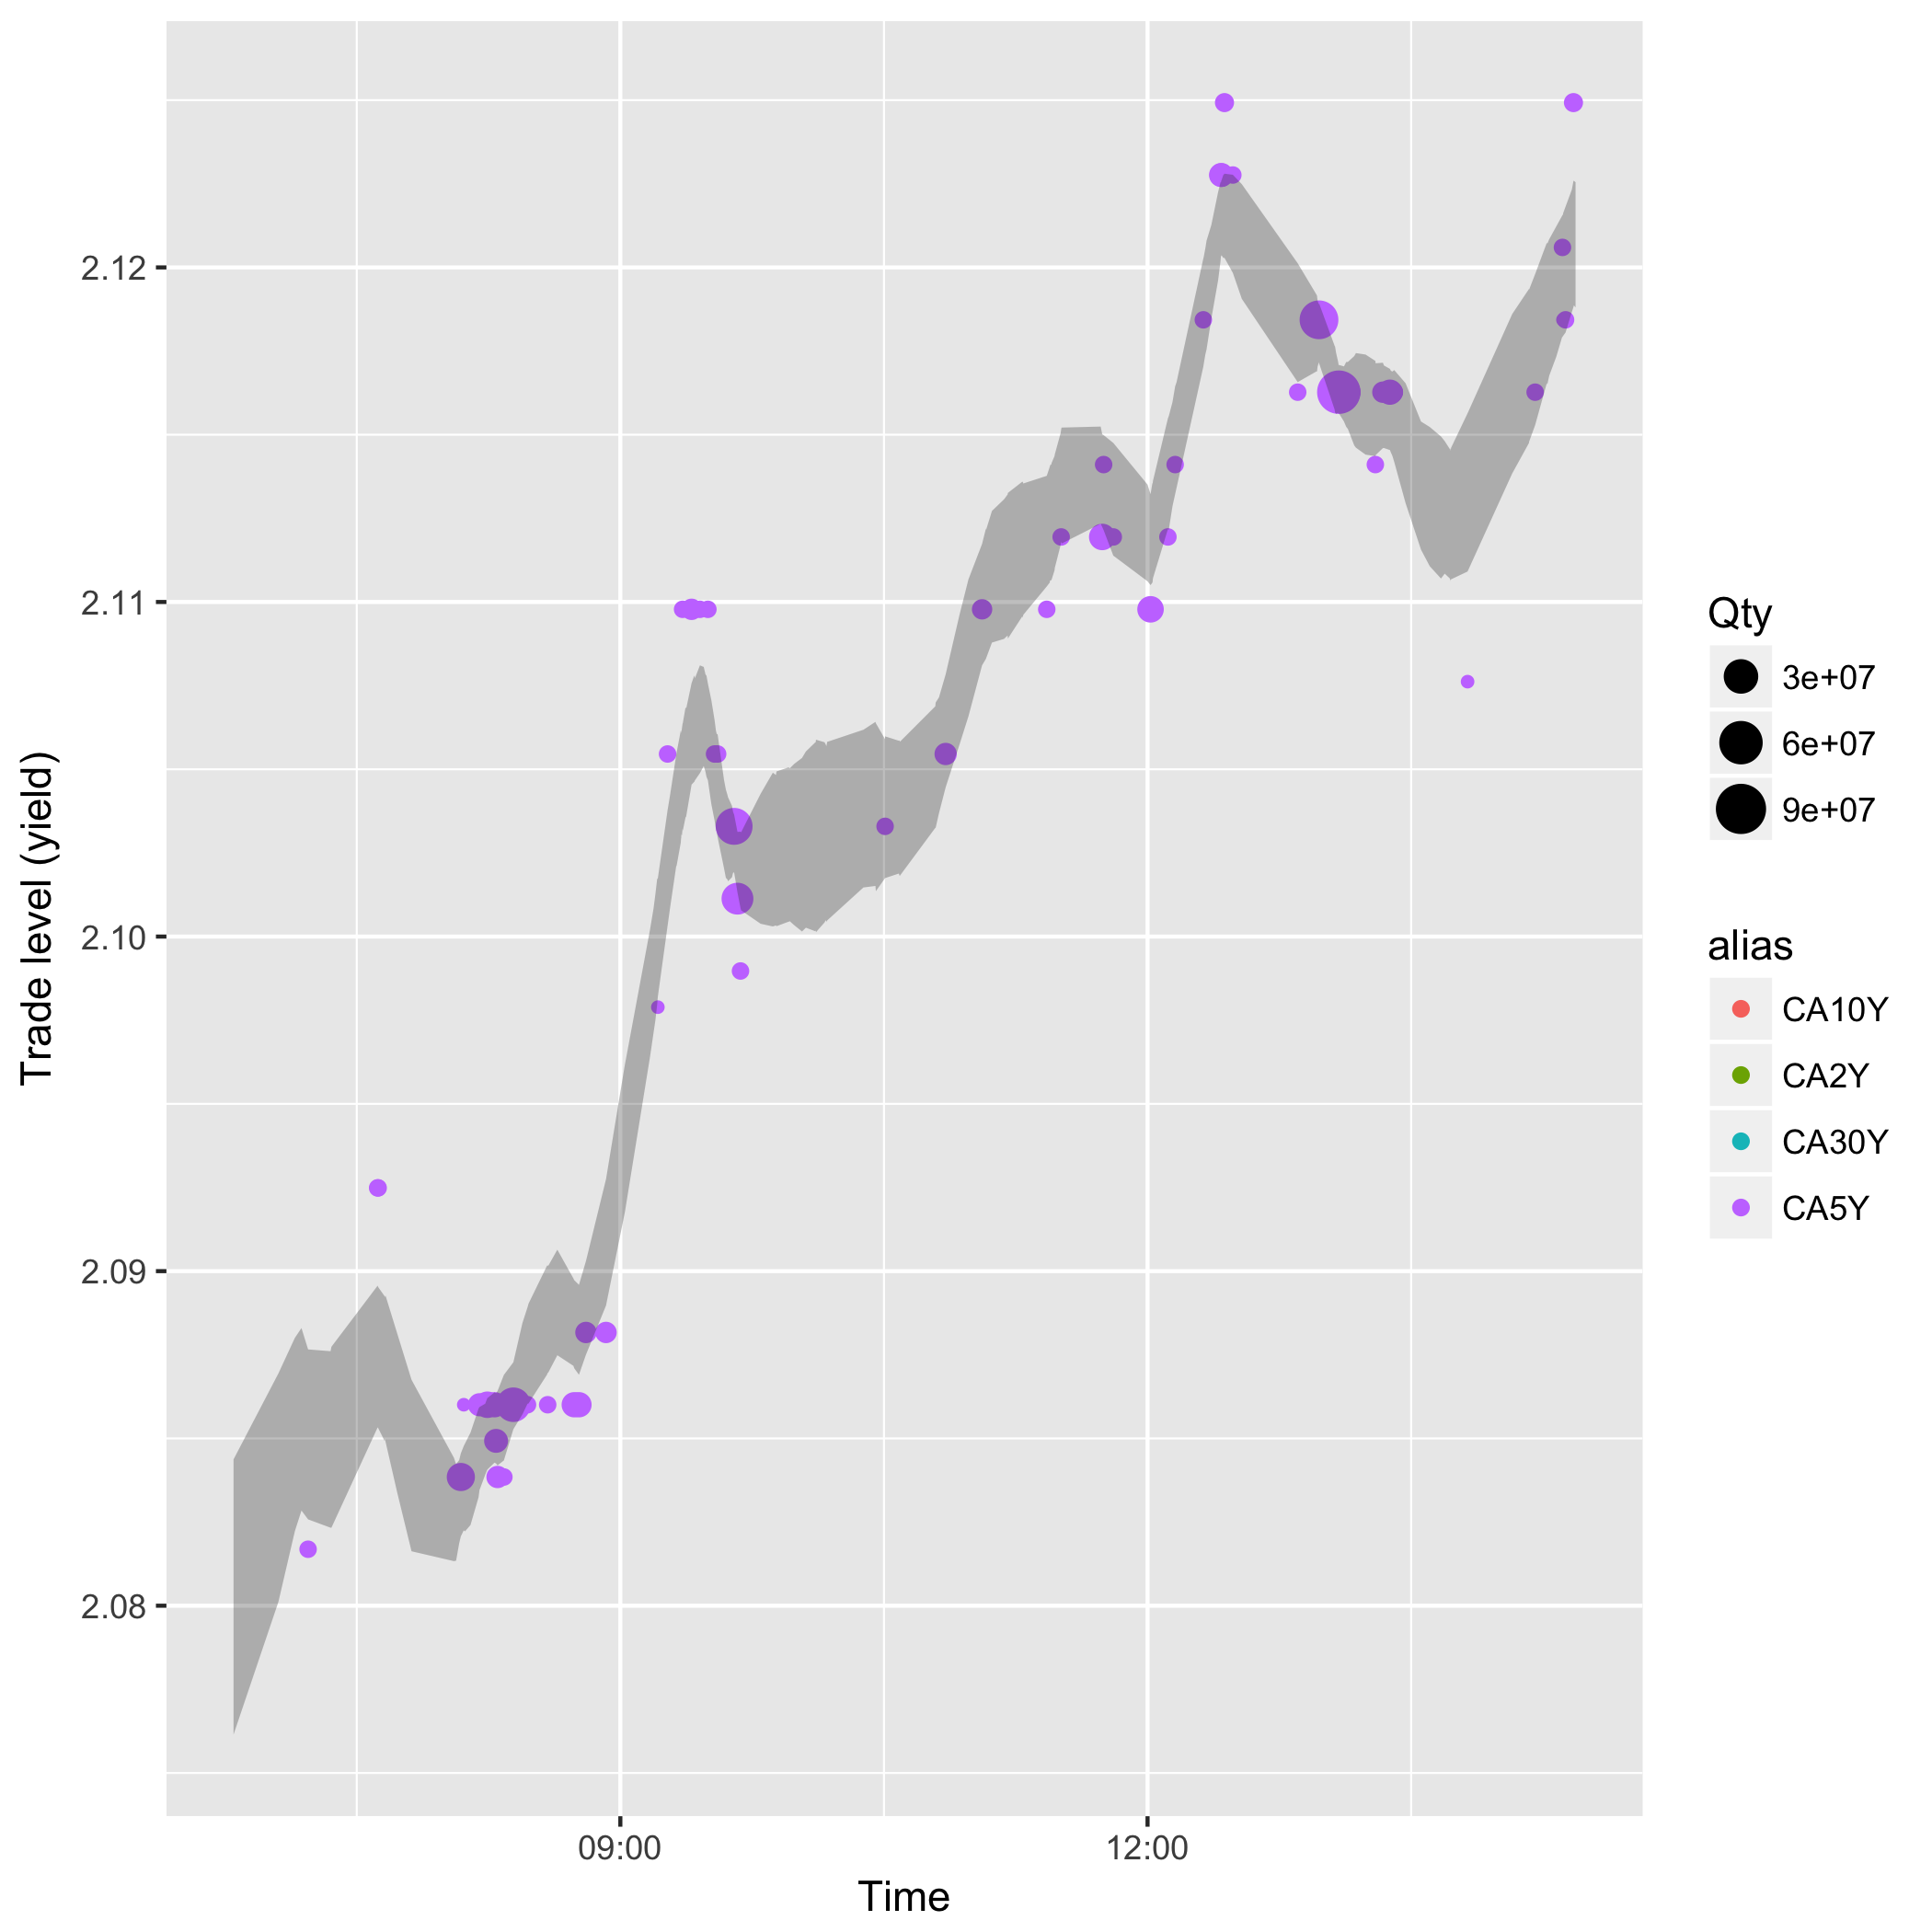 Trade level (yield)
2.12
2.11
2.10
2.09
2.08
09:00
12:00
Time
Qty
3e+07
6e+07
9e+07
alias
CA10Y
CA2Y
CA30Y
CA5Y